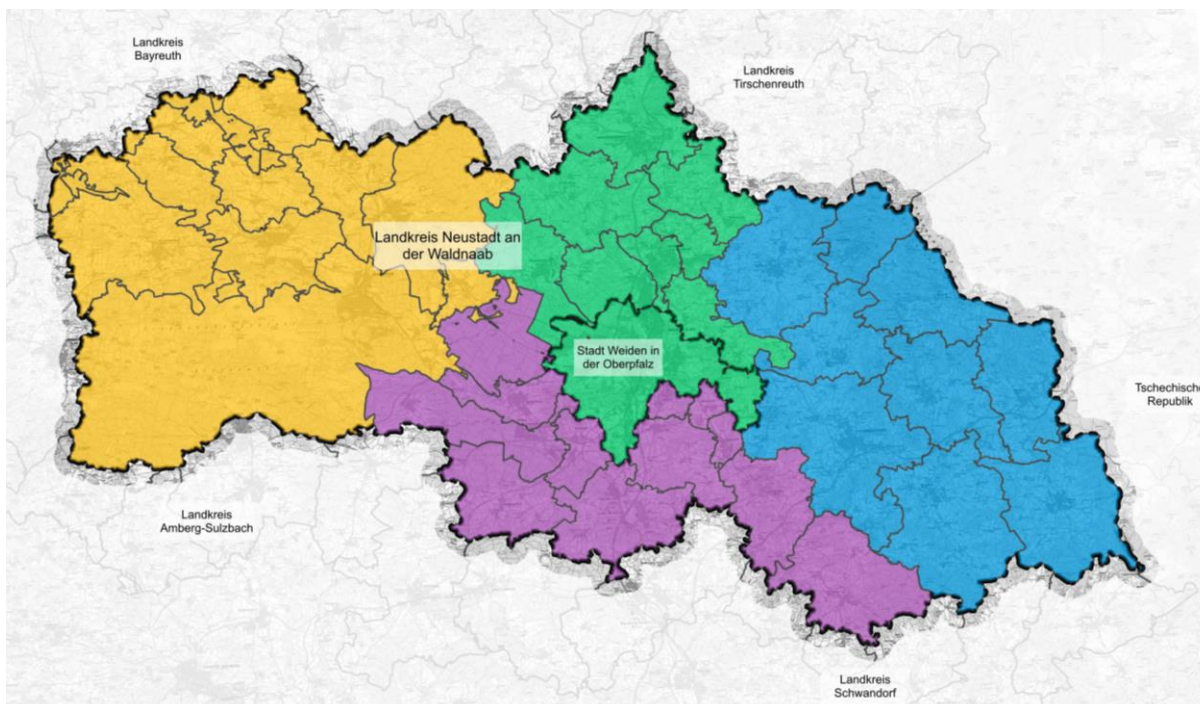 Landkreis
Bayreuth
Landkreis
Tirschenreuth
Landkreis Neustadt an
der Waldnaab
Stadt Weiden in
der Oberpfalz
Tschechische
Republik
Landkreis
Amberg-Sulzbach
Landkreis
Schwandorf